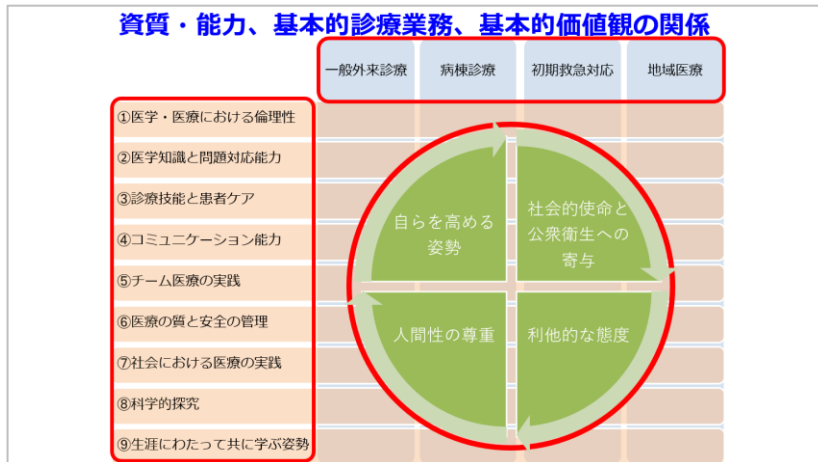 資質・能力、基本的診療業務、基本的価値観の関係
一般外来診療
病棟診療
初期救急対応
地域医療
①医学・医療における倫理性
②医学知識と問題対応能力
③診療技能と患者ケア
④コミュニケーション能力
⑤チーム医療の実践
⑥医療の質と安全の管理
⑦社会における医療の実践
⑧科学的探究
⑨生涯にわたって共に学ぶ姿勢
自らを高める
姿勢
社会的使命と
公衆衛生への
寄与
人間性の尊重
利他的な態度